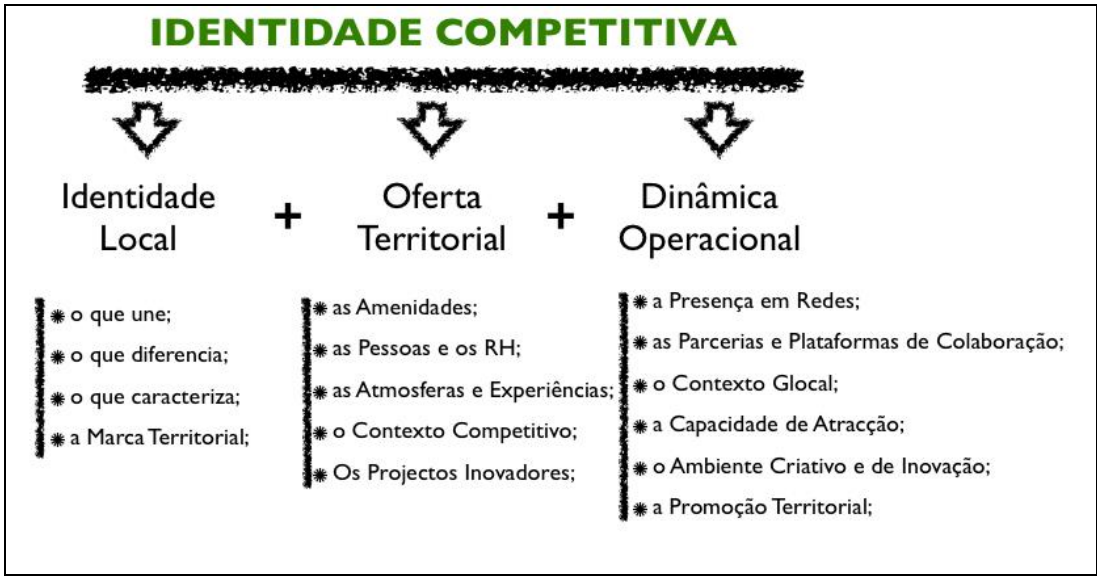 IDENTIDADE COMPETITIVA
Identidade
Local
+
Oferta
Territorial
+
Dinâmica
Operacional
o que une;
o que diferencia;
o que caracteriza;
a Marca Territorial;
as Amenidades;
as Pessoas e os RH;
as Atmosferas e Experiências;
o Contexto Competitivo;
Os Projectos Inovadores;
a Presença em Redes;
as Parcerias e Plataformas de Colaboração;
o Contexto Glocal;
a Capacidade de Atracção;
o Ambiente Criativo e de Inovação;
a Promoção Territorial;